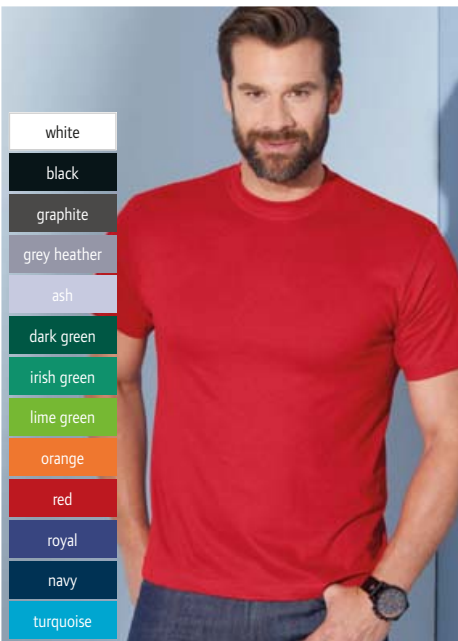 white
black
graphite
grey heather
ash
dark green
irish green
lime green
orange
red
royal
navy
turquoise